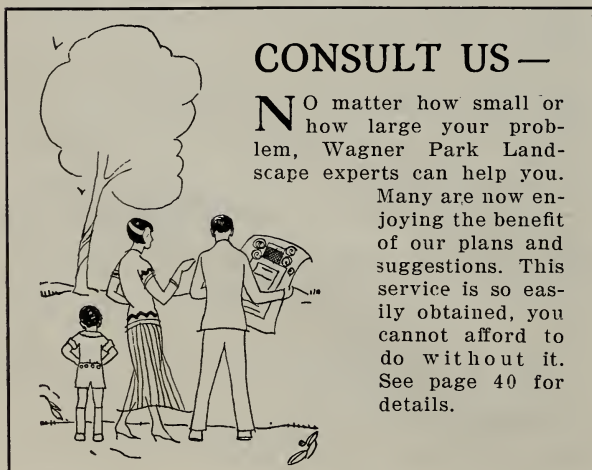 CONSULT US—
NO matter how small or
how large your prob-
lem, Wagner Park Land-
scape experts can help you.
Many are now en-
joying the benefit
of our plans and
suggestions. This
service is so eas-
ily obtained, you
cannot afford to
do without it.
See page 40 for
details.